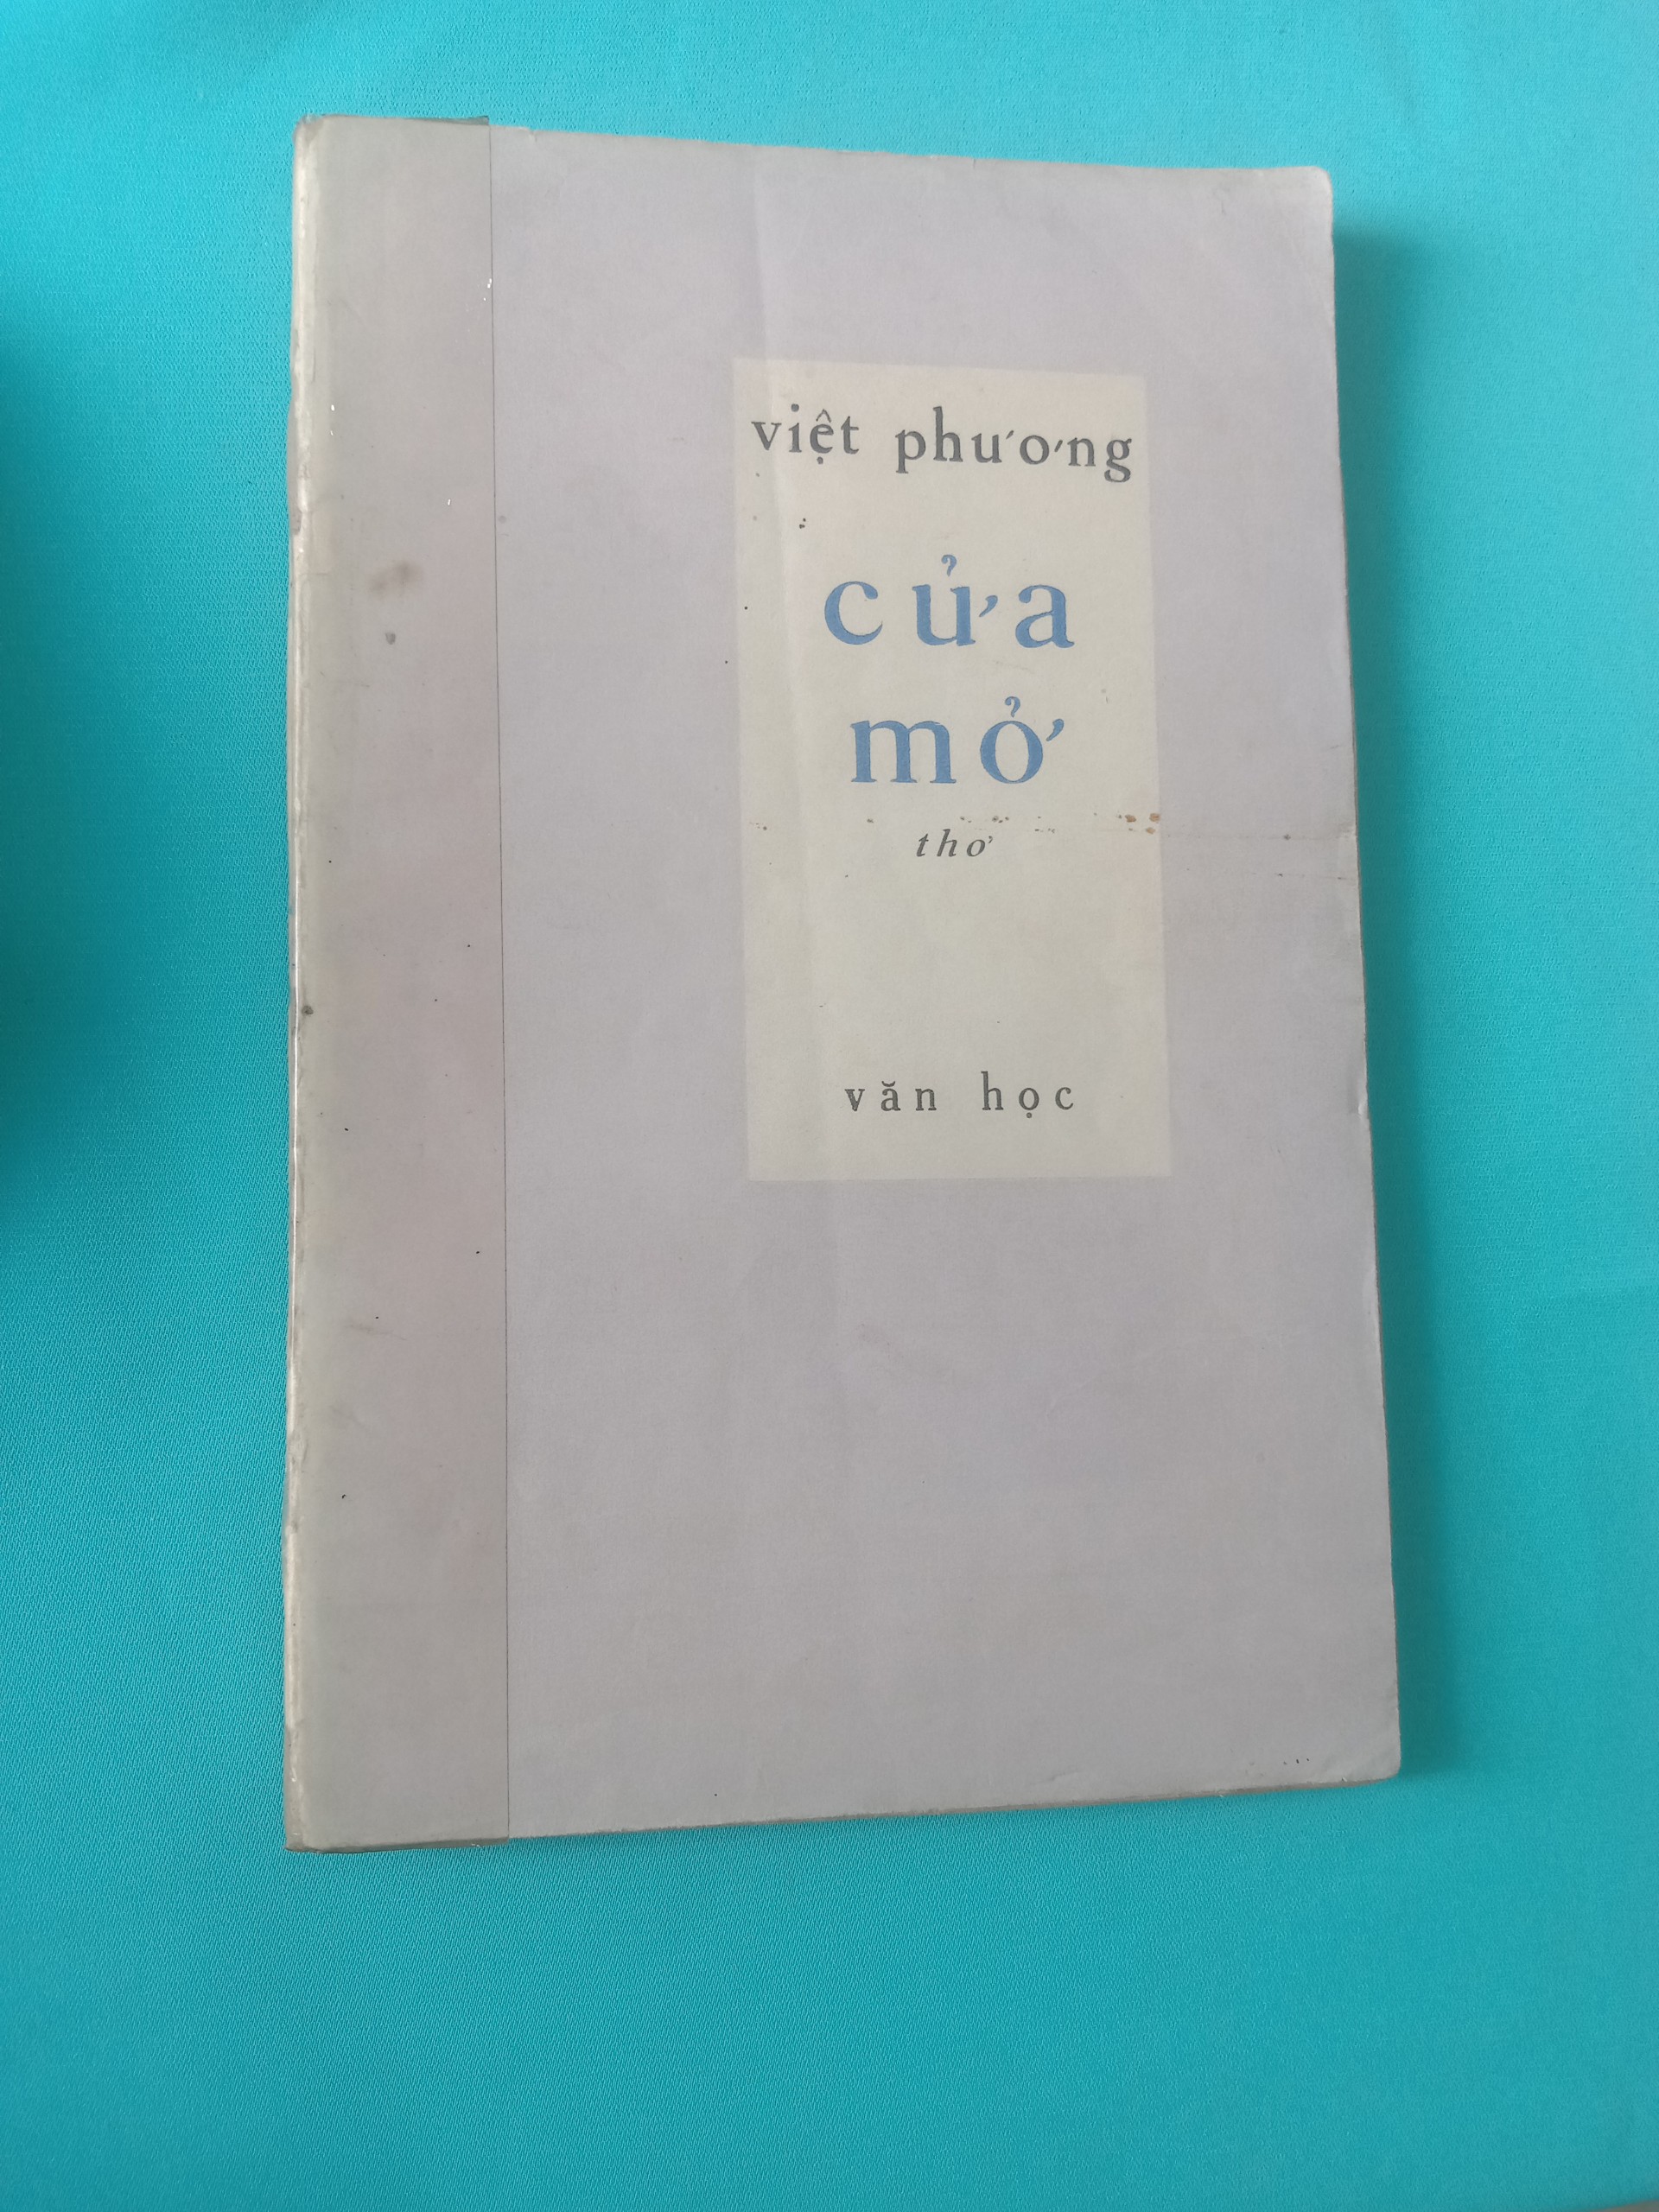 việt phương
cửa
mở
thơ
văn học